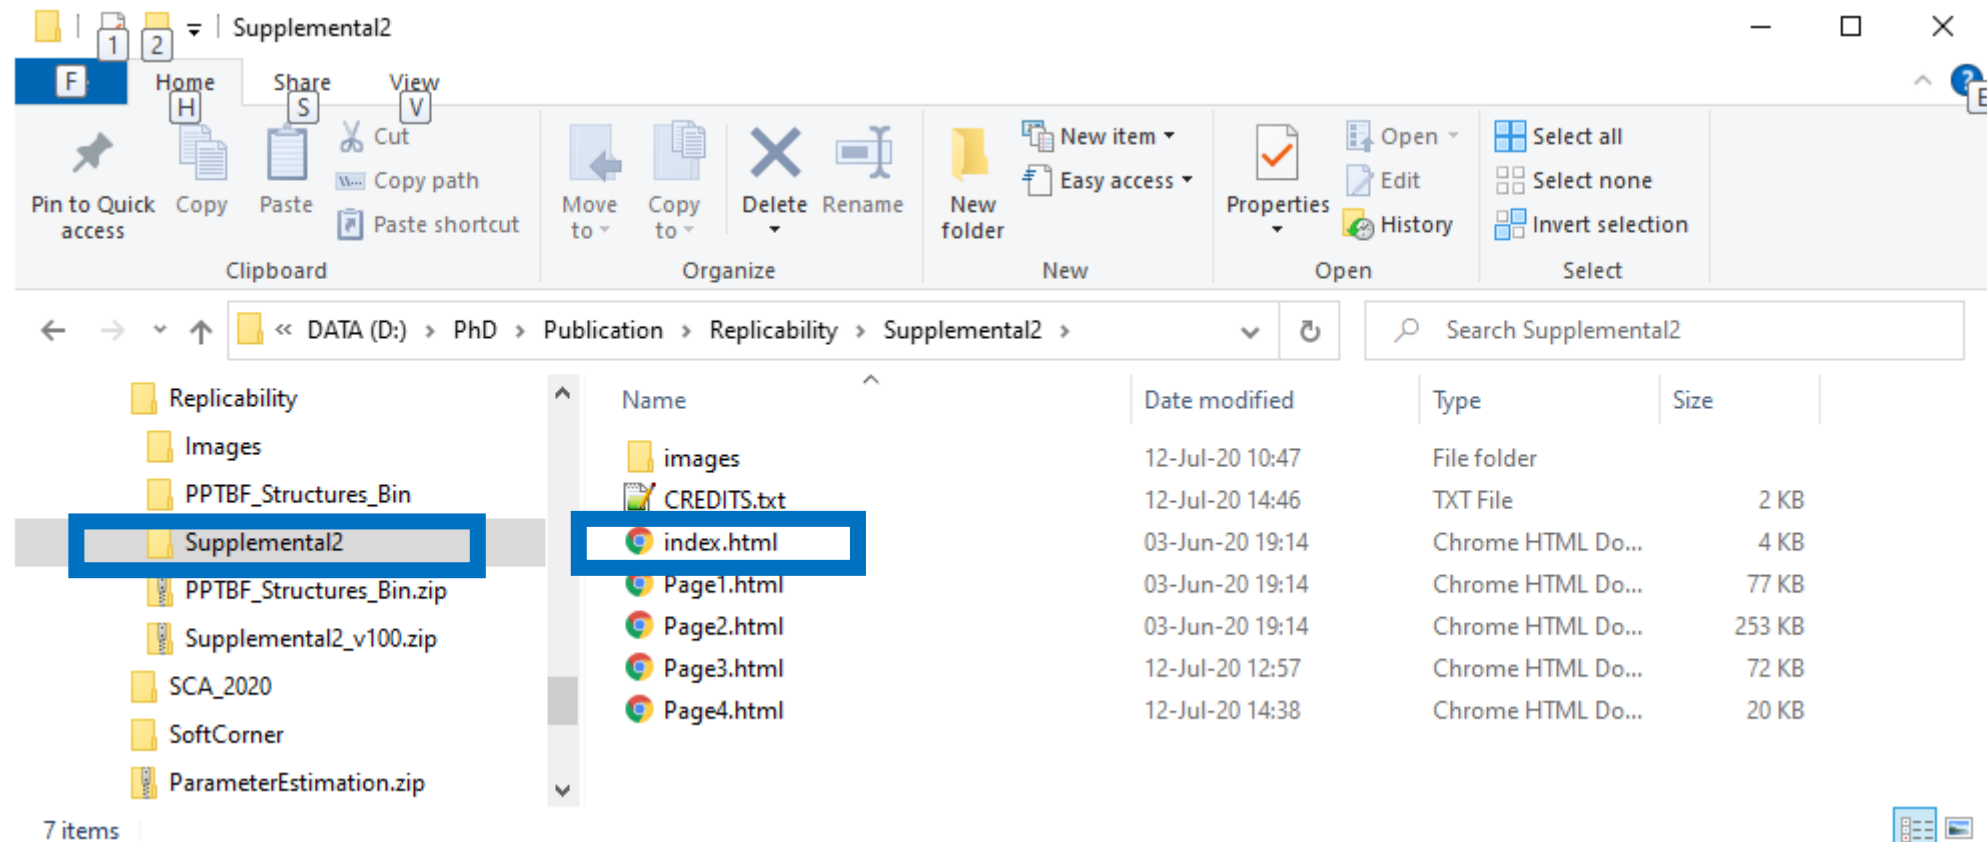 1 2 Supplemental2
F Home Share View
H S V E
Pin to Quick access
Copy
Paste
Cut
Copy path
Paste shortcut
Clipboard
Move to
Copy to
Delete
Rename
Organize
New folder
New item
Easy access
New
Properties
Open
Edit
History
Open
Select all
Select none
Invert selection
Select
« DATA (D:) › PhD › Publication › Replicability › Supplemental2 ›
Search Supplemental2
Replicability
Images
PPTBF_Structures_Bin
Supplemental2
PPTBF_Structures_Bin.zip
Supplemental2_v100.zip
SCA_2020
SoftCorner
ParameterEstimation.zip
Name Date modified Type Size
images 12-Jul-20 10:47 File folder
CREDITS.txt 12-Jul-20 14:46 TXT File 2 KB
index.html 03-Jun-20 19:14 Chrome HTML Do... 4 KB
Page1.html 03-Jun-20 19:14 Chrome HTML Do... 77 KB
Page2.html 03-Jun-20 19:14 Chrome HTML Do... 253 KB
Page3.html 12-Jul-20 12:57 Chrome HTML Do... 72 KB
Page4.html 12-Jul-20 14:38 Chrome HTML Do... 20 KB
7 items